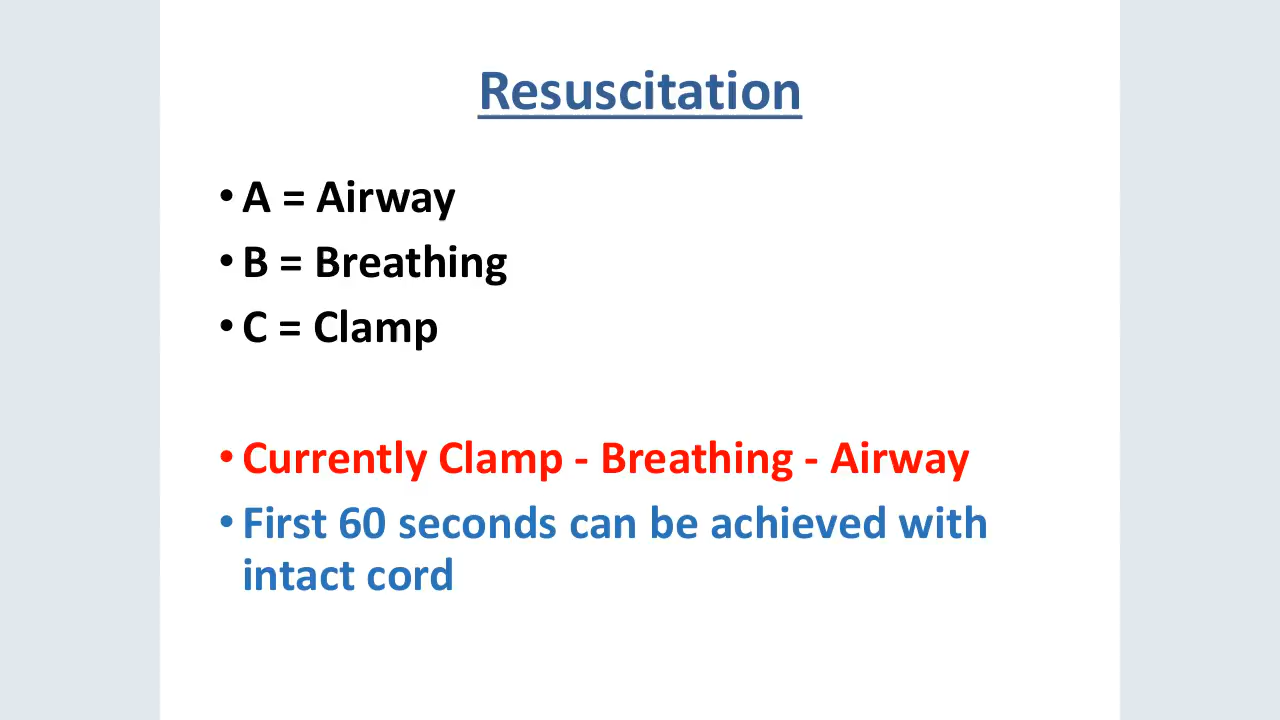 Resuscitation
• A = Airway
• B = Breathing
• C = Clamp
• Currently Clamp - Breathing - Airway
• First 60 seconds can be achieved with
intact cord